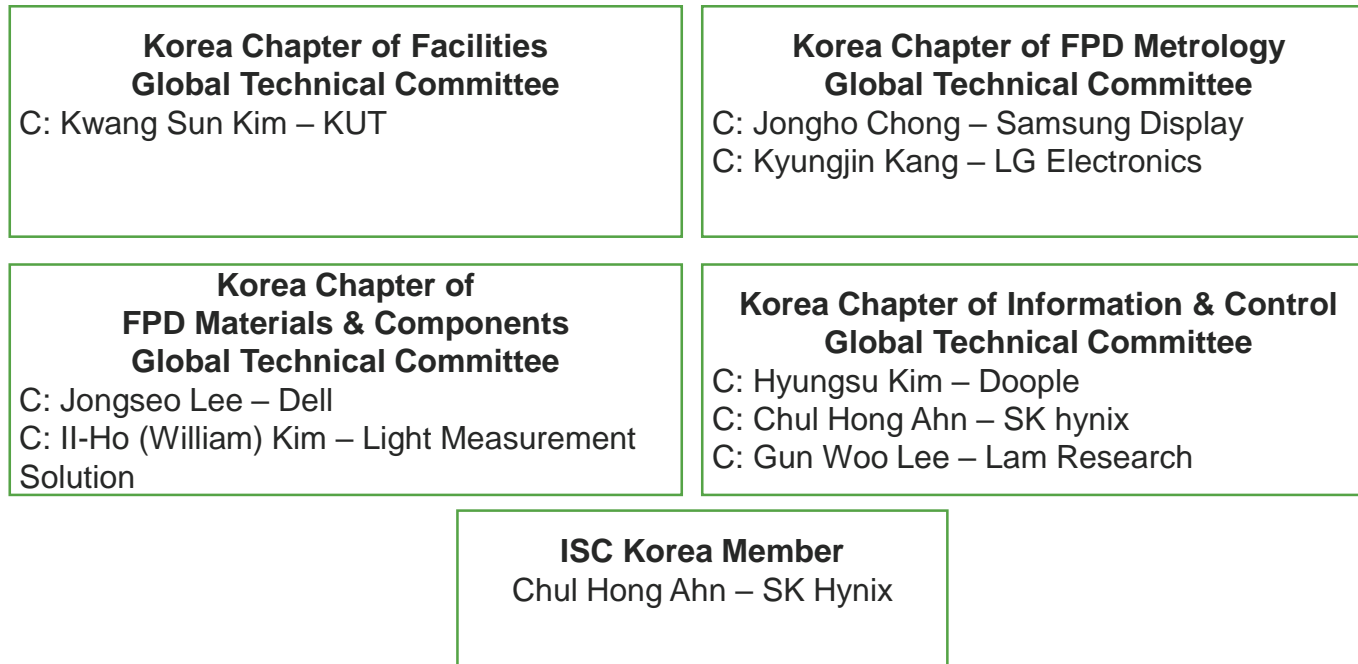 Korea Chapter of Facilities
Global Technical Committee
C: Kwang Sun Kim – KUT
Korea Chapter of FPD Metrology
Global Technical Committee
C: Jongho Chong – Samsung Display
C: Kyungjin Kang – LG Electronics
Korea Chapter of
FPD Materials & Components
Global Technical Committee
C: Jongseo Lee – Dell
C: II-Ho (William) Kim – Light Measurement
Solution
Korea Chapter of Information & Control
Global Technical Committee
C: Hyungsu Kim – Doople
C: Chul Hong Ahn – SK hynix
C: Gun Woo Lee – Lam Research
ISC Korea Member
Chul Hong Ahn – SK Hynix